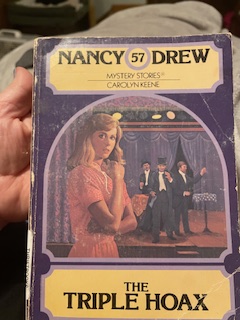 NANCY 57 DREW
MYSTERY STORIES®
CAROLYN KEENE
THE
TRIPLE HOAX